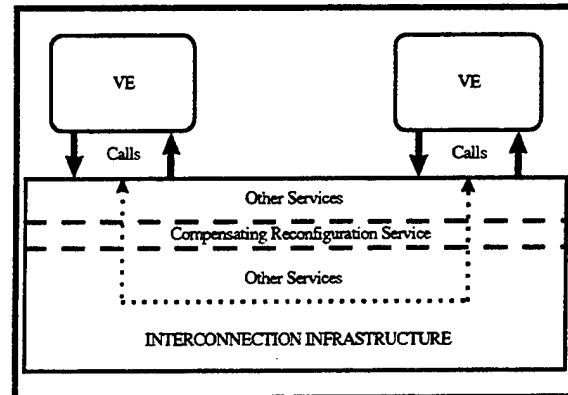 VE
VE
Calls
Calls
Other Services
Compensating Reconfiguration Service
Other Services
INTERCONNECTION INFRASTRUCTURE